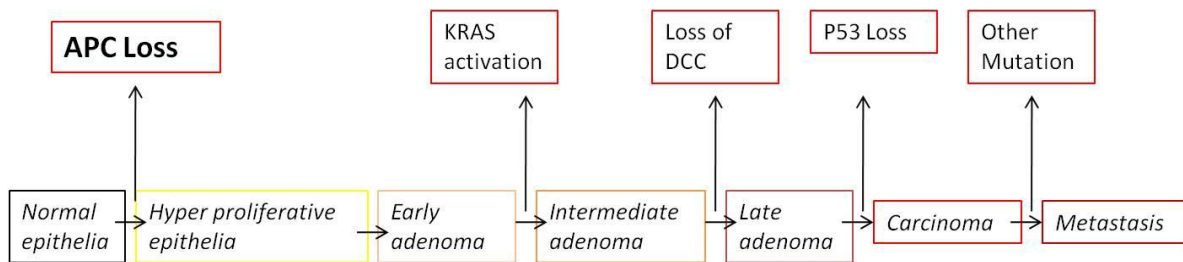 APC Loss
KRAS
activation
Loss of
DCC
P53 Loss
Other
Mutation
Normal
epithelia
Hyper proliferative
epithelia
Early
adenoma
Intermediate
adenoma
Late
adenoma
Carcinoma
Metastasis